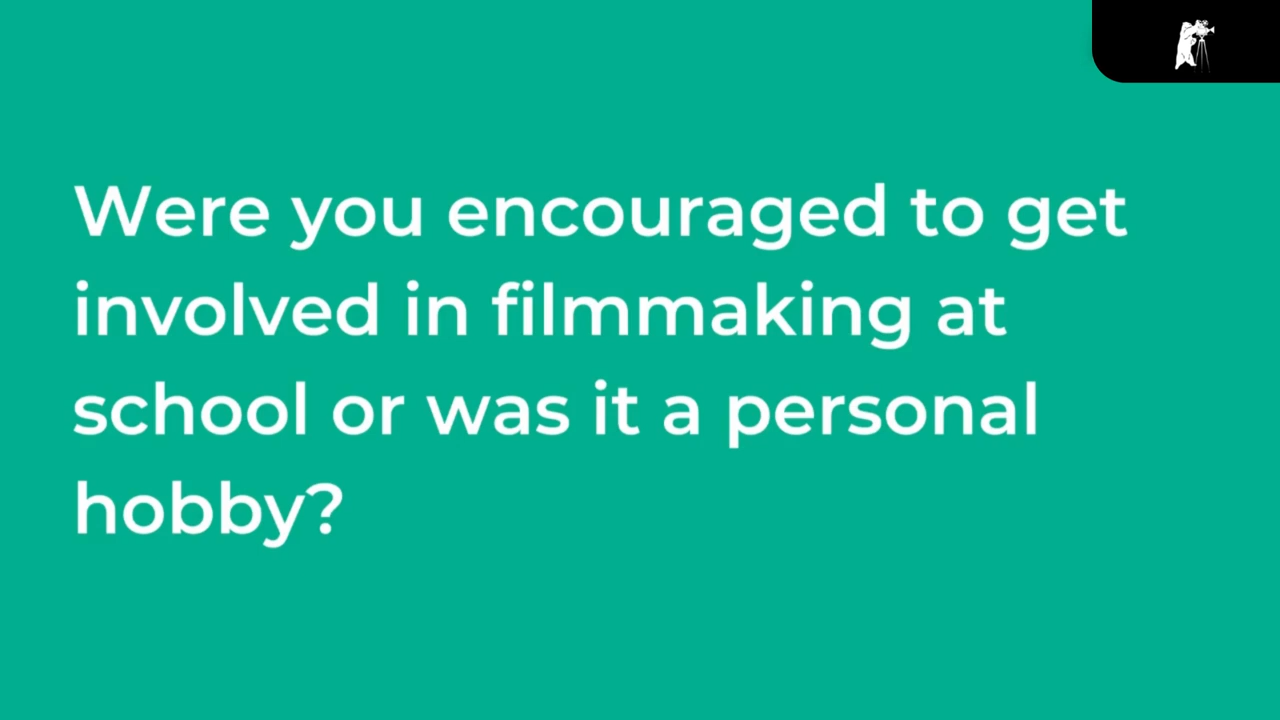 Were you encouraged to get
involved in filmmaking at
school or was it a personal
hobby?